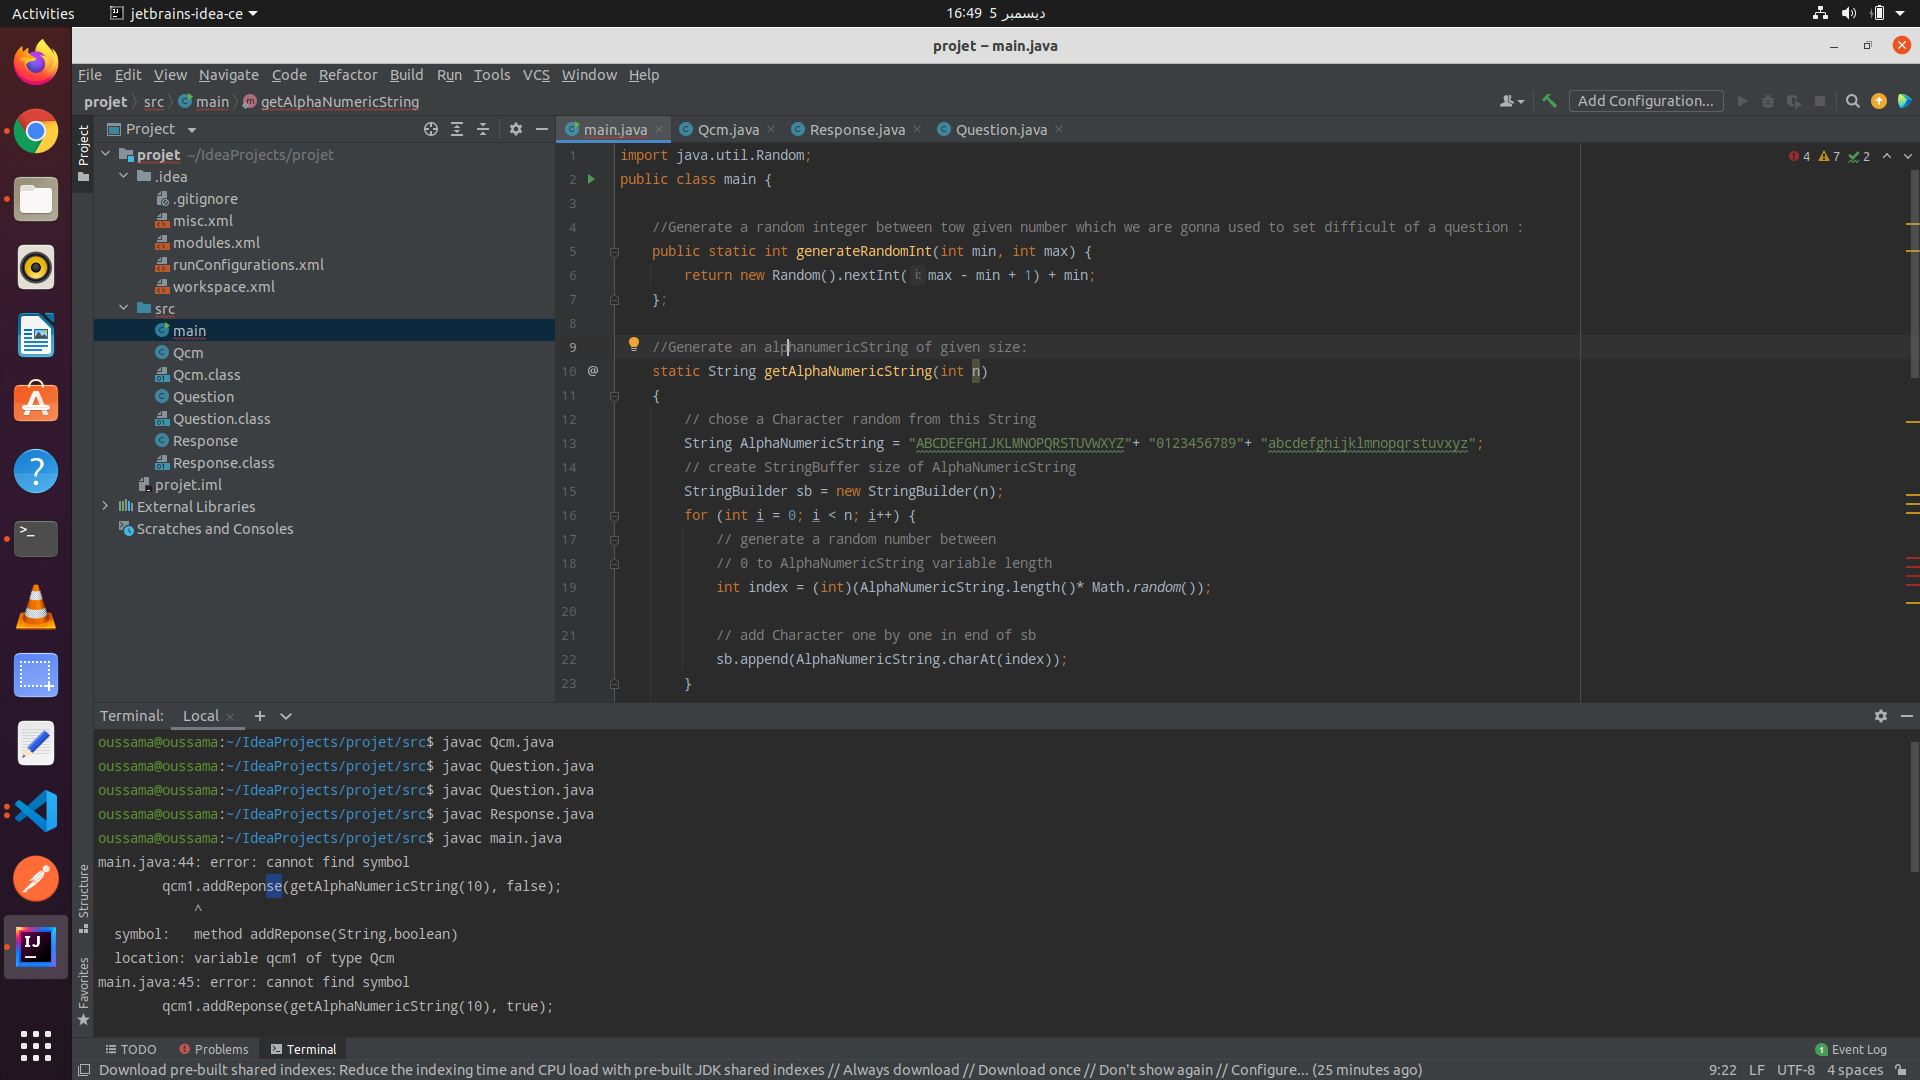 Activities
jetbrains-idea-ce
16:49 5 ديسمبر
projet – main.java
File Edit View Navigate Code Refactor Build Run Tools VCS Window Help
projet src main getAlphaNumericString
Add Configuration...
Project
main.java Qcm.java Response.java Question.java
4 7 2
projet ~/IdeaProjects/projet
.idea
.gitignore
misc.xml
modules.xml
runConfigurations.xml
workspace.xml
src
main
Qcm
Qcm.class
Question
Question.class
Response
Response.class
projet.iml
External Libraries
Scratches and Consoles
Project
Structure
Favorites
1 import java.util.Random;
2 public class main {
3
4 //Generate a random integer between tow given number which we are gonna used to set difficult of a question :
5 public static int generateRandomInt(int min, int max) {
6 return new Random().nextInt( i: max - min + 1) + min;
7 };
8
9 //Generate an alphanumericString of given size:
10 @ static String getAlphaNumericString(int n)
11 {
12 // chose a Character random from this String
13 String AlphaNumericString = "ABCDEFGHIJKLMNOPQRSTUVWXYZ"+ "0123456789"+ "abcdefghijklmnopqrstuvxyz";
14 // create StringBuffer size of AlphaNumericString
15 StringBuilder sb = new StringBuilder(n);
16 for (int i = 0; i < n; i++) {
17 // generate a random number between
18 // 0 to AlphaNumericString variable length
19 int index = (int)(AlphaNumericString.length()* Math.random());
20
21 // add Character one by one in end of sb
22 sb.append(AlphaNumericString.charAt(index));
23 }
Terminal: Local
oussama@oussama:~/IdeaProjects/projet/src$ javac Qcm.java
oussama@oussama:~/IdeaProjects/projet/src$ javac Question.java
oussama@oussama:~/IdeaProjects/projet/src$ javac Question.java
oussama@oussama:~/IdeaProjects/projet/src$ javac Response.java
oussama@oussama:~/IdeaProjects/projet/src$ javac main.java
main.java:44: error: cannot find symbol
qcm1.addReponse(getAlphaNumericString(10), false);
^
symbol: method addReponse(String,boolean)
location: variable qcm1 of type Qcm
main.java:45: error: cannot find symbol
qcm1.addReponse(getAlphaNumericString(10), true);
TODO Problems Terminal
1 Event Log
Download pre-built shared indexes: Reduce the indexing time and CPU load with pre-built JDK shared indexes // Always download // Download once // Don't show again // Configure... (25 minutes ago)
9:22 LF UTF-8 4 spaces